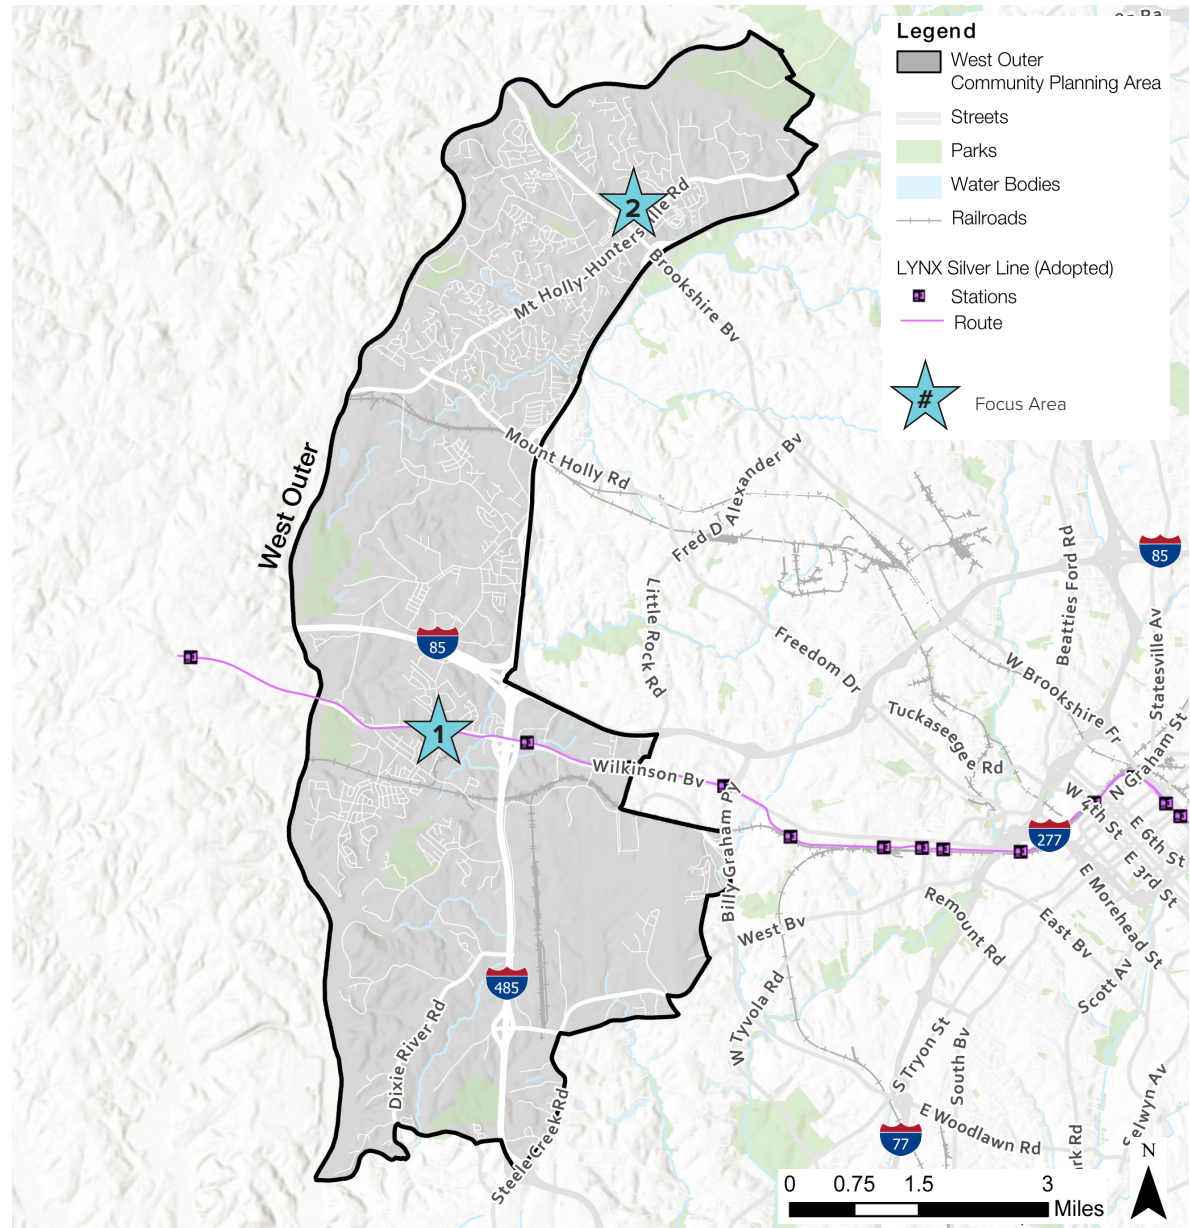 Legend
West Outer
Community Planning Area
Streets
Parks
Water Bodies
Railroads
LYNX Silver Line (Adopted)
Stations
Route
#
Focus Area
2
Mt Holly-Huntersville Rd
Brookshire Bv
Mount Holly Rd
West Outer
Fred D Alexander Bv
85
Beatties Ford Rd
Statesville Av
Little Rock Rd
Freedom Dr
W Brookshire Fr
85
1
Tuckaseegee Rd
N Graham St
Wilkinson Bv
Billy Graham Py
W 4th St
277
E 6th St
E 3rd St
E Morehead St
Remount Rd
East Bv
West Bv
Scott Av
485
W Tyvola Rd
Dixie River Rd
S Tryon St
South Bv
Steele Creek Rd
77
E Woodlawn Rd
Selwyn Av
N
0 0.75 1.5 3
Miles